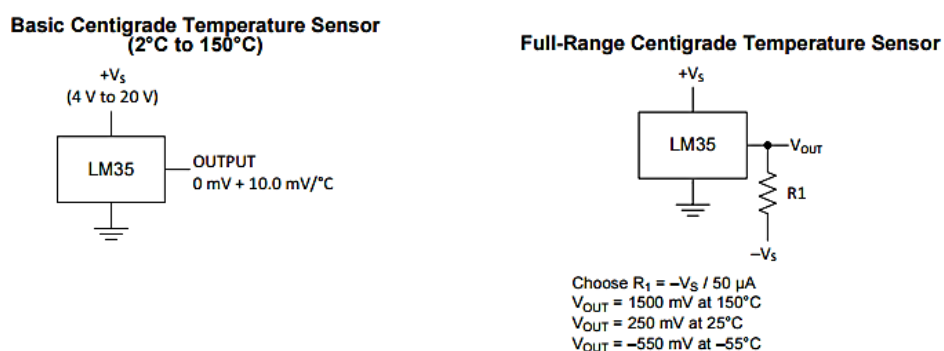 Basic Centigrade Temperature Sensor
(2°C to 150°C)
+Vs
(4 V to 20 V)
LM35
OUTPUT
0 mV + 10.0 mV/°C
Full-Range Centigrade Temperature Sensor
+Vs
LM35
VOUT
R1
–Vs
Choose R1 = –VS / 50 µA
VOUT = 1500 mV at 150°C
VOUT = 250 mV at 25°C
VOUT = –550 mV at –55°C